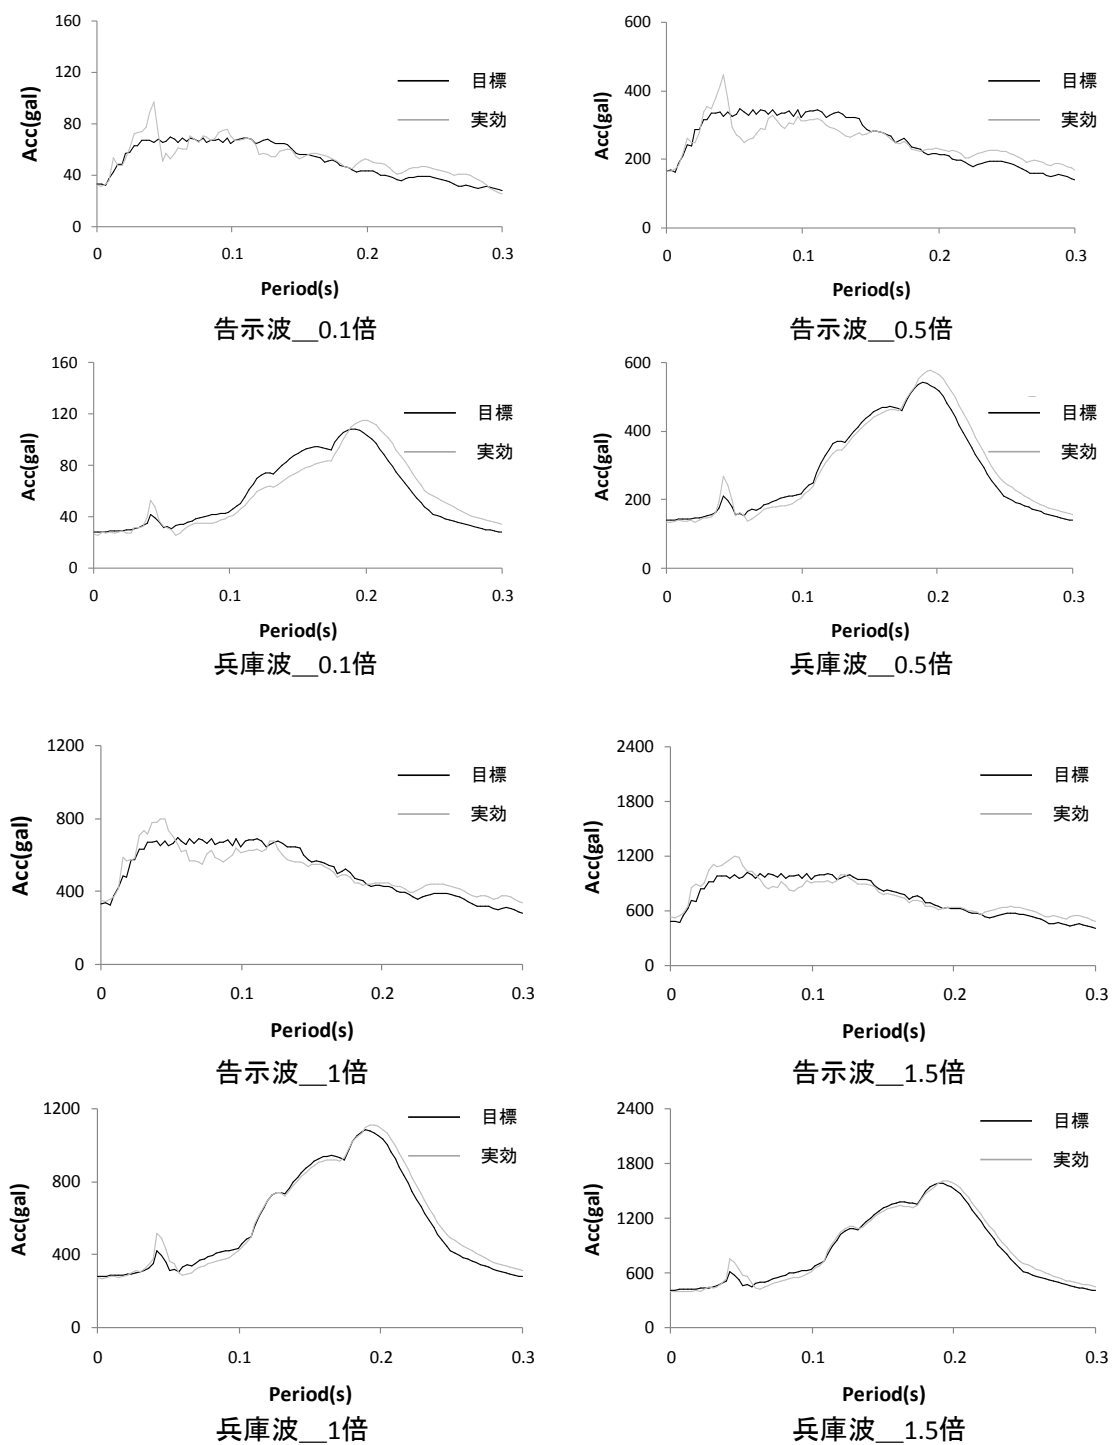 160
120
80
40
0
Acc(gal)
目標
実効
0 0.1 0.2 0.3
Period(s)
告示波__0.1倍
600
400
200
0
Acc(gal)
目標
実効
0 0.1 0.2 0.3
Period(s)
告示波__0.5倍
160
120
80
40
0
Acc(gal)
目標
実効
0 0.1 0.2 0.3
Period(s)
兵庫波__0.1倍
600
400
200
0
Acc(gal)
目標
実効
0 0.1 0.2 0.3
Period(s)
兵庫波__0.5倍
1200
800
400
0
Acc(gal)
目標
実効
0 0.1 0.2 0.3
Period(s)
告示波__1倍
2400
1800
1200
600
0
Acc(gal)
目標
実効
0 0.1 0.2 0.3
Period(s)
告示波__1.5倍
1200
800
400
0
Acc(gal)
目標
実効
0 0.1 0.2 0.3
Period(s)
兵庫波__1倍
2400
1800
1200
600
0
Acc(gal)
目標
実効
0 0.1 0.2 0.3
Period(s)
兵庫波__1.5倍